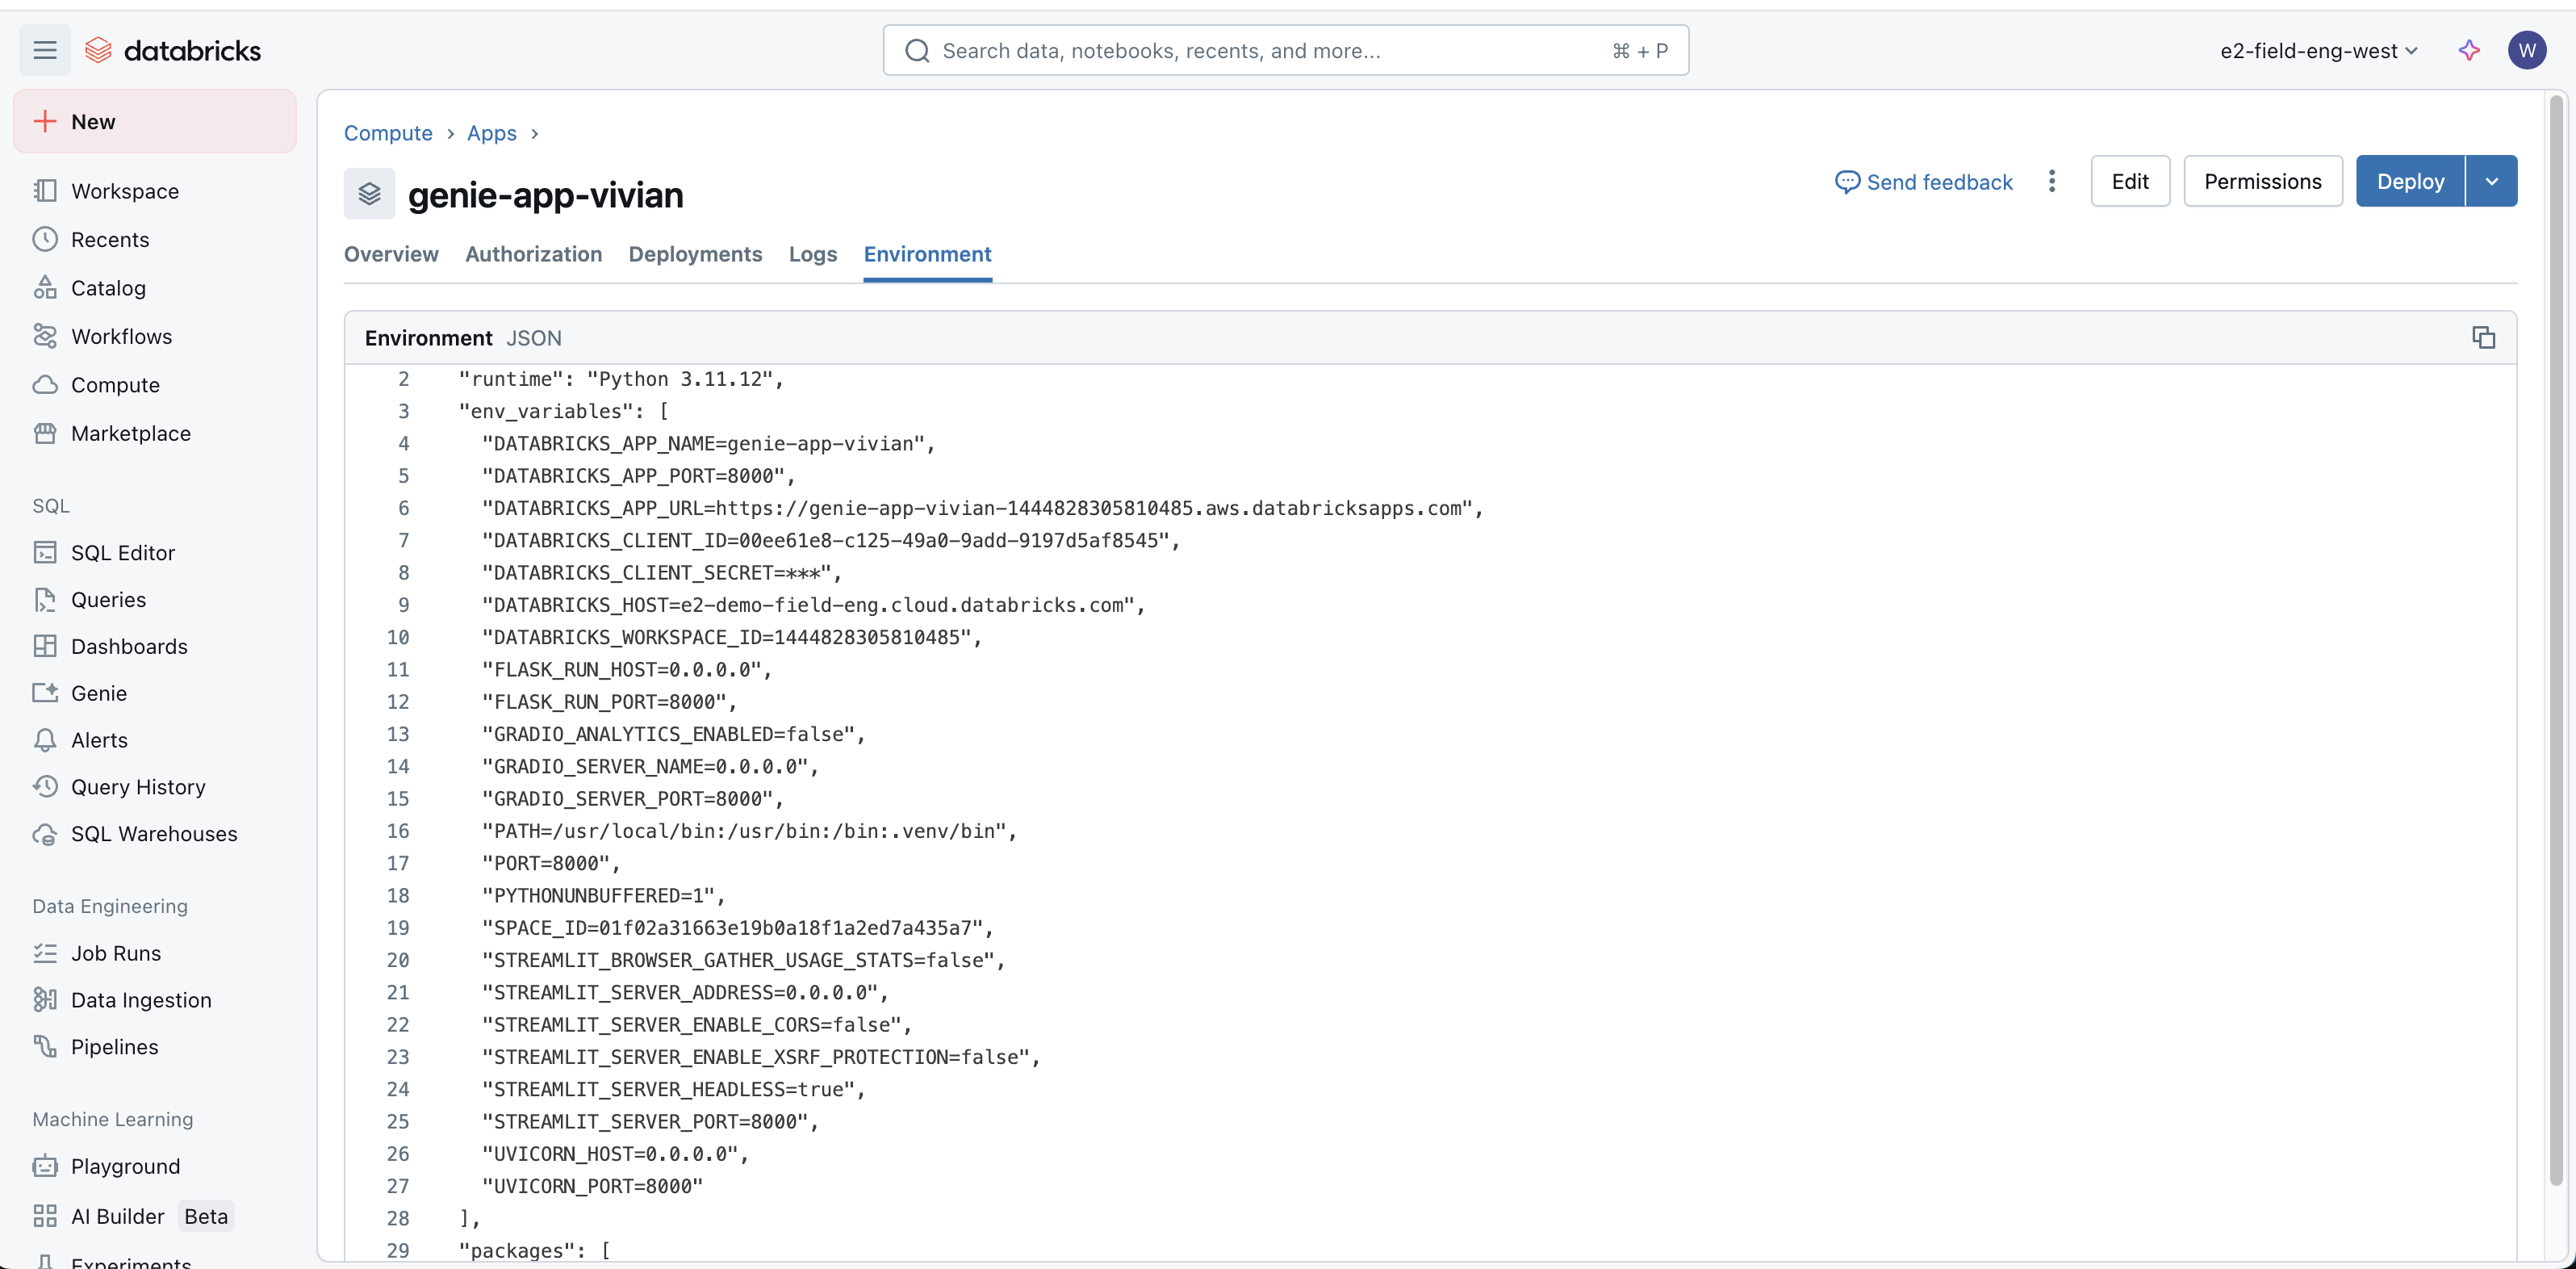 databricks
Search data, notebooks, recents, and more... ⌘ + P
e2-field-eng-west
W
New
Workspace
Recents
Catalog
Workflows
Compute
Marketplace
SQL
SQL Editor
Queries
Dashboards
Genie
Alerts
Query History
SQL Warehouses
Data Engineering
Job Runs
Data Ingestion
Pipelines
Machine Learning
Playground
AI Builder Beta
Experiments
Compute › Apps ›
genie-app-vivian
Send feedback
Edit
Permissions
Deploy
Overview Authorization Deployments Logs Environment
Environment JSON
2 "runtime": "Python 3.11.12",
3 "env_variables": [
4 "DATABRICKS_APP_NAME=genie-app-vivian",
5 "DATABRICKS_APP_PORT=8000",
6 "DATABRICKS_APP_URL=https://genie-app-vivian-1444828305810485.aws.databricksapps.com",
7 "DATABRICKS_CLIENT_ID=00ee61e8-c125-49a0-9add-9197d5af8545",
8 "DATABRICKS_CLIENT_SECRET=***",
9 "DATABRICKS_HOST=e2-demo-field-eng.cloud.databricks.com",
10 "DATABRICKS_WORKSPACE_ID=1444828305810485",
11 "FLASK_RUN_HOST=0.0.0.0",
12 "FLASK_RUN_PORT=8000",
13 "GRADIO_ANALYTICS_ENABLED=false",
14 "GRADIO_SERVER_NAME=0.0.0.0",
15 "GRADIO_SERVER_PORT=8000",
16 "PATH=/usr/local/bin:/usr/bin:/bin:.venv/bin",
17 "PORT=8000",
18 "PYTHONUNBUFFERED=1",
19 "SPACE_ID=01f02a31663e19b0a18f1a2ed7a435a7",
20 "STREAMLIT_BROWSER_GATHER_USAGE_STATS=false",
21 "STREAMLIT_SERVER_ADDRESS=0.0.0.0",
22 "STREAMLIT_SERVER_ENABLE_CORS=false",
23 "STREAMLIT_SERVER_ENABLE_XSRF_PROTECTION=false",
24 "STREAMLIT_SERVER_HEADLESS=true",
25 "STREAMLIT_SERVER_PORT=8000",
26 "UVICORN_HOST=0.0.0.0",
27 "UVICORN_PORT=8000"
28 ],
29 "packages": [